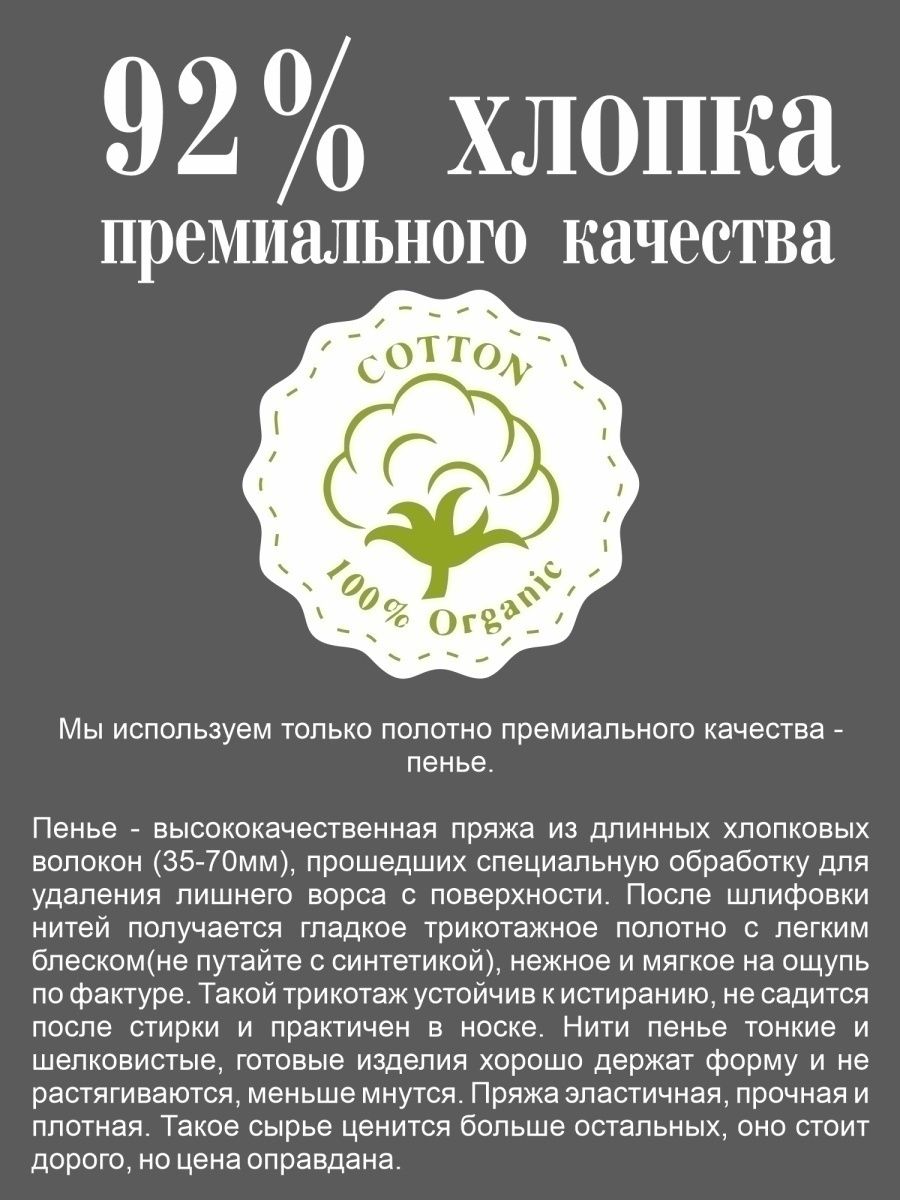 92% хлопка
премиального качества
COTTON
100% Organic
Мы используем только полотно премиального качества -
пенье.
Пенье - высококачественная пряжа из длинных хлопковых
волокон (35-70мм), прошедших специальную обработку для
удаления лишнего ворса с поверхности. После шлифовки
нитей получается гладкое трикотажное полотно с легким
блеском(не путайте с синтетикой), нежное и мягкое на ощупь
по фактуре. Такой трикотаж устойчив к истиранию, не садится
после стирки и практичен в носке. Нити пенье тонкие и
шелковистые, готовые изделия хорошо держат форму и не
растягиваются, меньше мнутся. Пряжа эластичная, прочная и
плотная. Такое сырье ценится больше остальных, оно стоит
дорого, но цена оправдана.